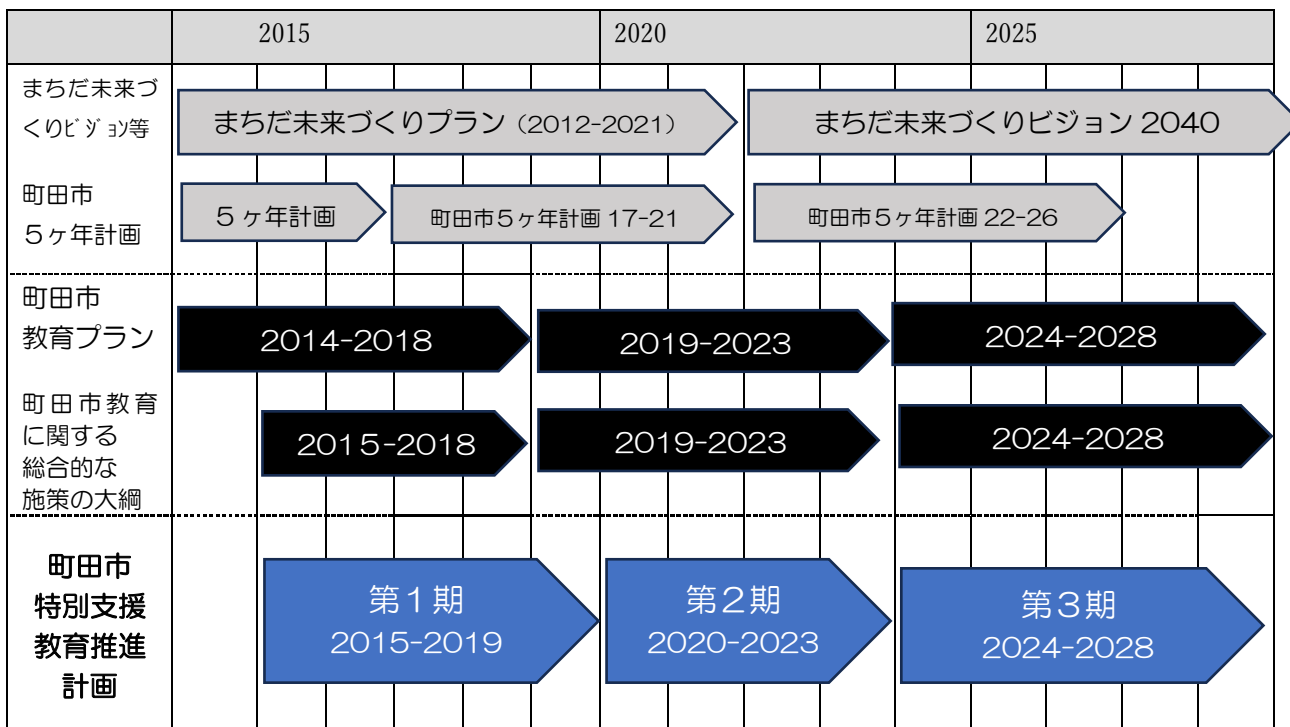 2015 2020 2025
まちだ未来づ
くりビジョン等
まちだ未来づくりプラン（2012-2021）
まちだ未来づくりビジョン 2040
町田市
５ヶ年計画
５ヶ年計画
町田市５ヶ年計画 17-21
町田市５ヶ年計画 22-26
町田市
教育プラン
2014-2018
2019-2023
2024-2028
町田市教育
に関する
総合的な
施策の大綱
2015-2018
2019-2023
2024-2028
町田市
特別支援
教育推進
計画
第１期
2015-2019
第２期
2020-2023
第３期
2024-2028